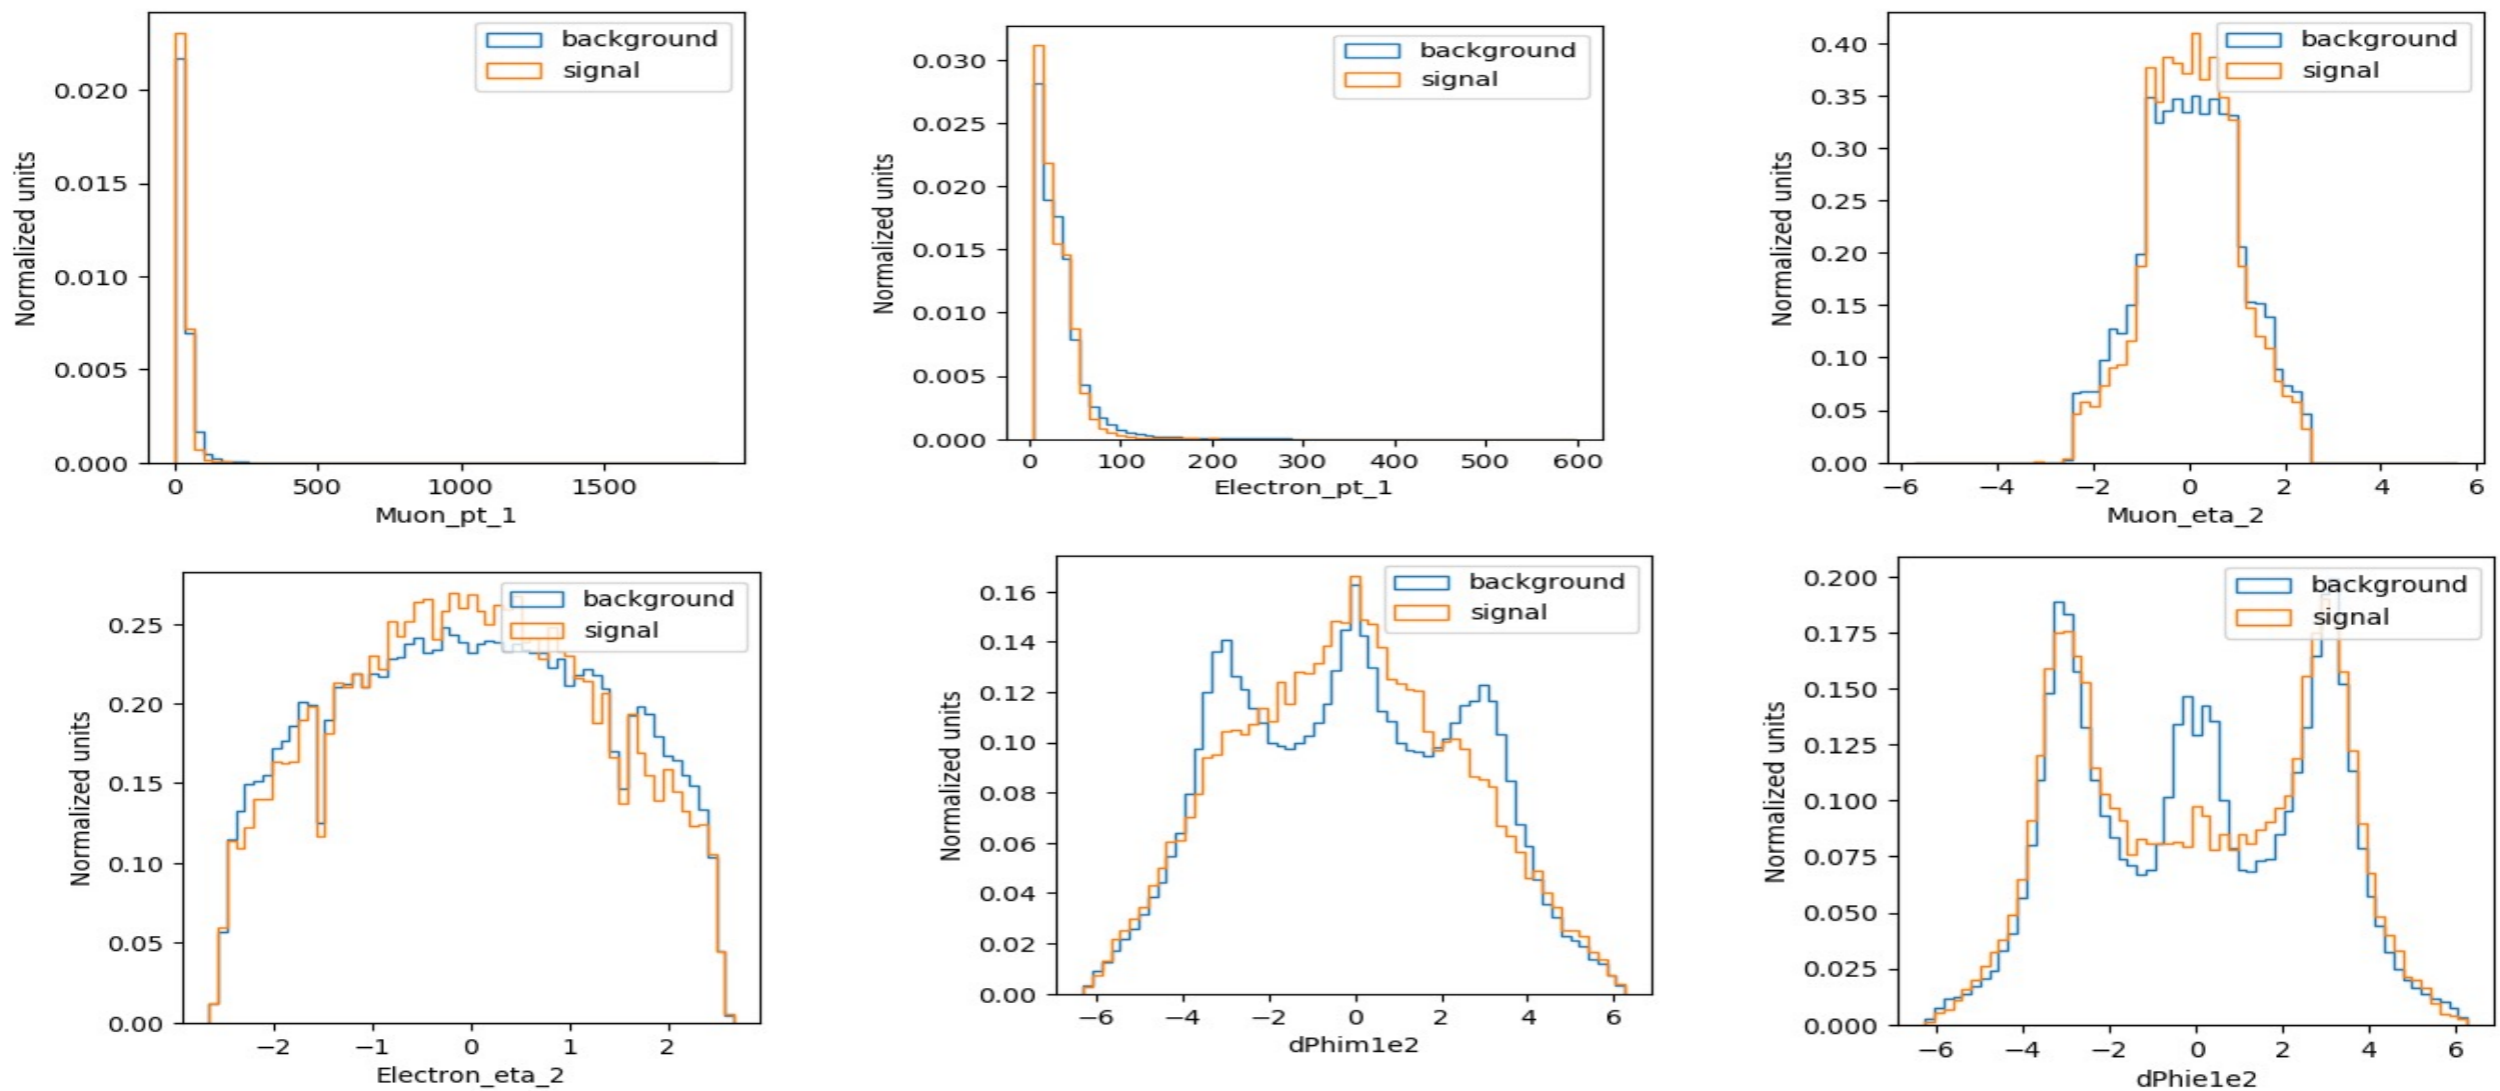 background
signal
0.020
0.015
0.010
0.005
0.000
Normalized units
0 500 1000 1500
Muon_pt_1
background
signal
0.030
0.025
0.020
0.015
0.010
0.005
0.000
Normalized units
0 100 200 300 400 500 600
Electron_pt_1
background
signal
0.40
0.35
0.30
0.25
0.20
0.15
0.10
0.05
0.00
Normalized units
−6 −4 −2 0 2 4 6
Muon_eta_2
background
signal
0.25
0.20
0.15
0.10
0.05
0.00
Normalized units
−2 −1 0 1 2
Electron_eta_2
background
signal
0.16
0.14
0.12
0.10
0.08
0.06
0.04
0.02
0.00
Normalized units
−6 −4 −2 0 2 4 6
dPhim1e2
background
signal
0.200
0.175
0.150
0.125
0.100
0.075
0.050
0.025
0.000
Normalized units
−6 −4 −2 0 2 4 6
dPhie1e2